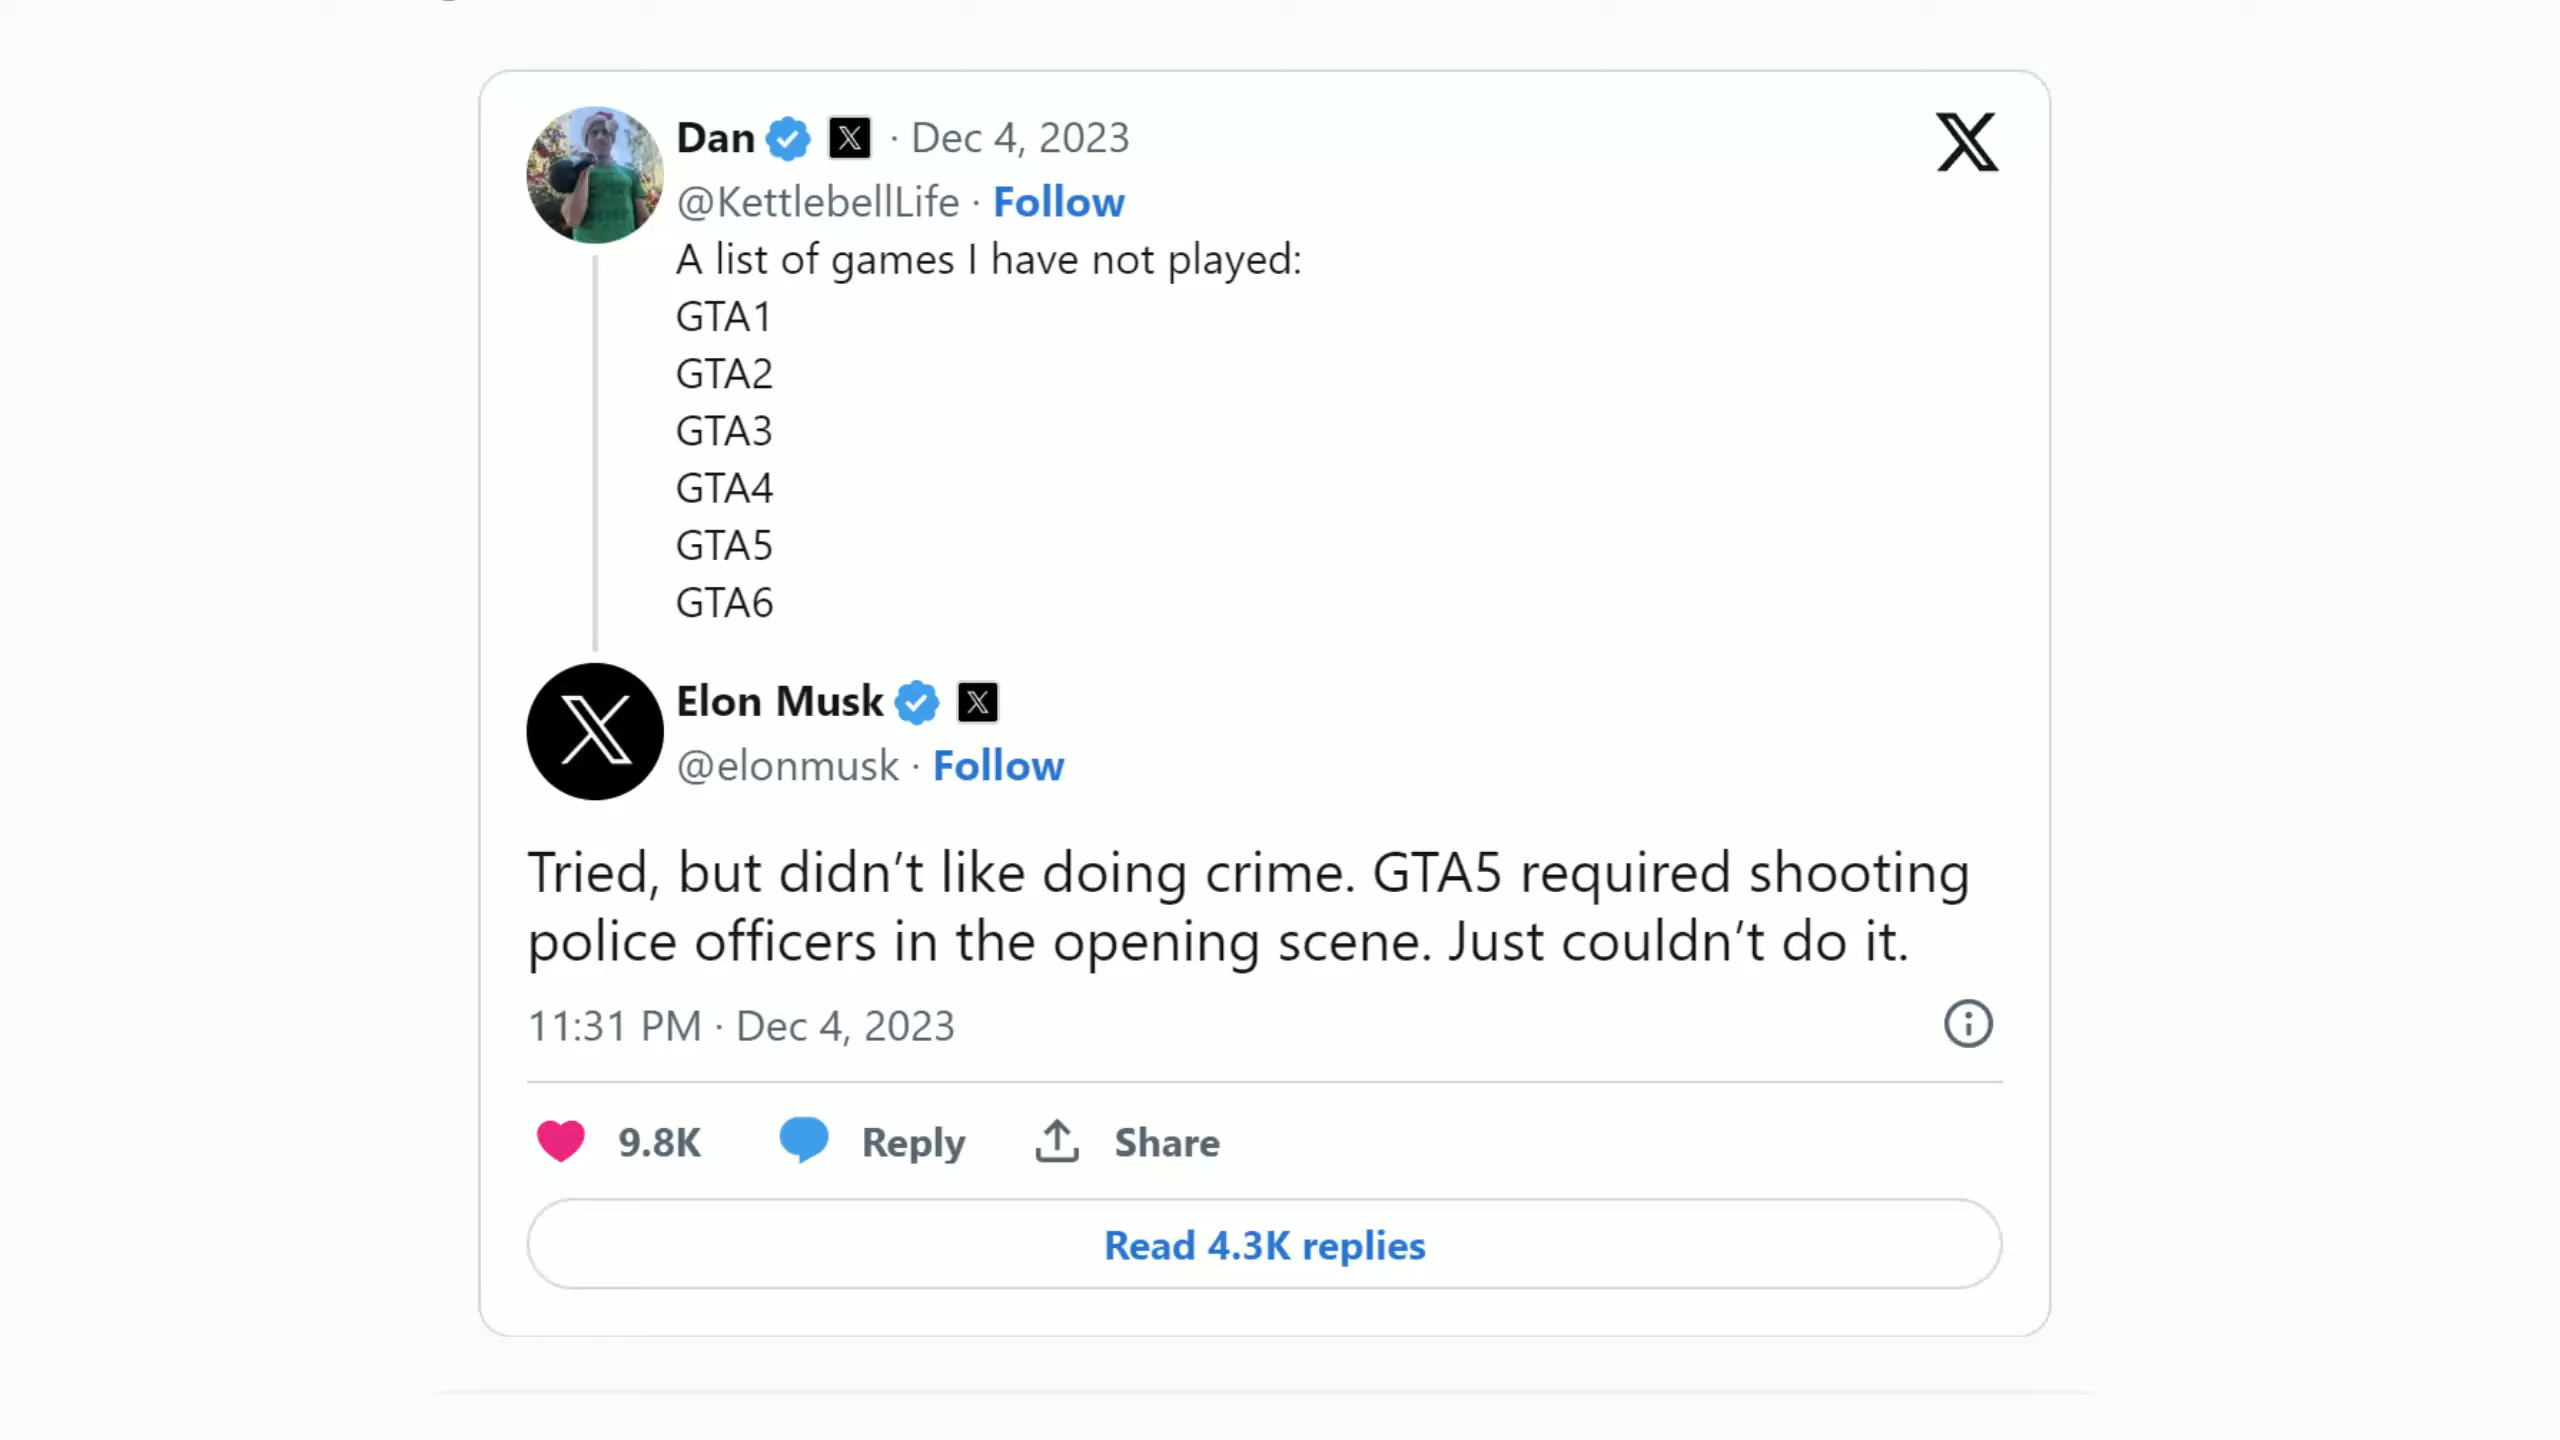 Dan · Dec 4, 2023
@KettlebellLife · Follow
A list of games I have not played:
GTA1
GTA2
GTA3
GTA4
GTA5
GTA6
Elon Musk
@elonmusk · Follow
Tried, but didn’t like doing crime. GTA5 required shooting
police officers in the opening scene. Just couldn’t do it.
11:31 PM · Dec 4, 2023
9.8K Reply Share
Read 4.3K replies